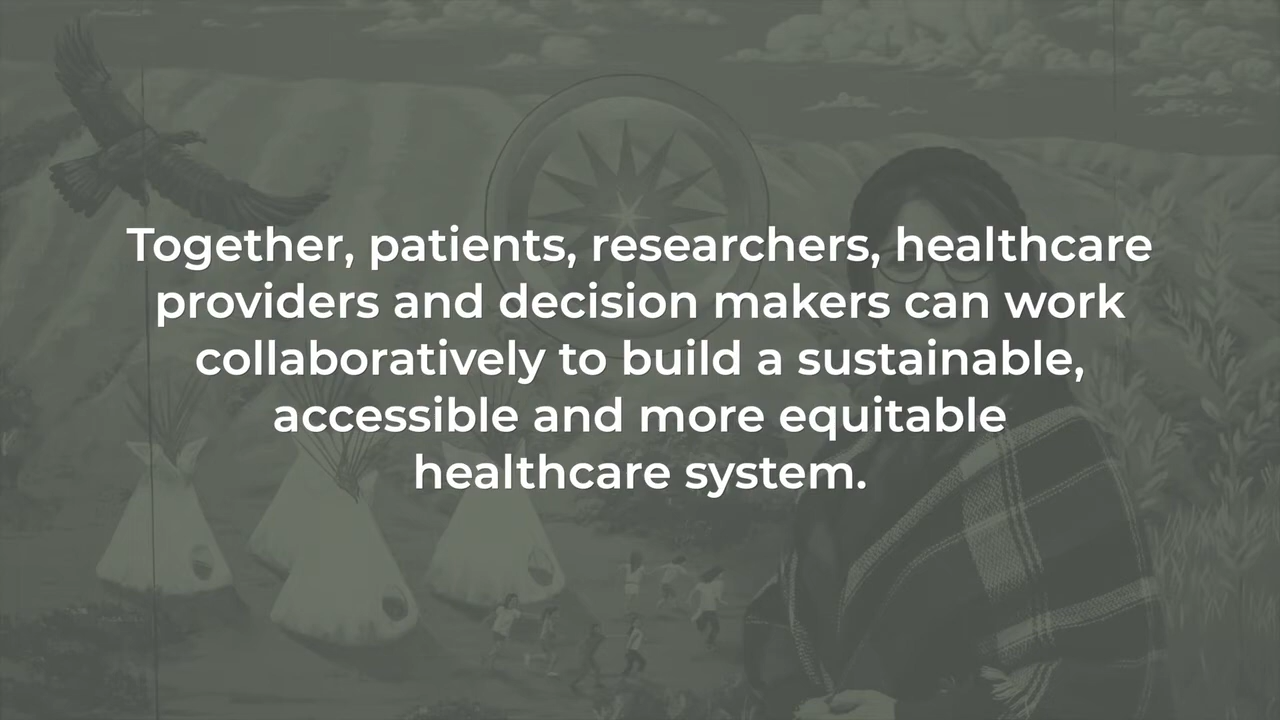 Together, patients, researchers, healthcare
providers and decision makers can work
collaboratively to build a sustainable,
accessible and more equitable
healthcare system.